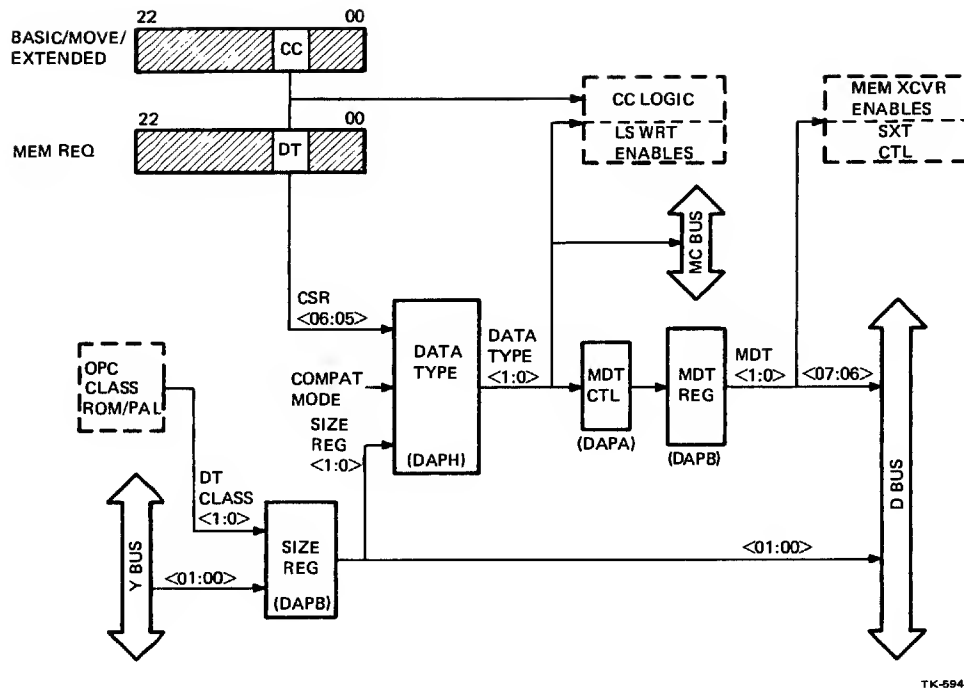 22 00
BASIC/MOVE/
EXTENDED
CC
22 00
MEM REQ
DT
CC LOGIC
LS WRT
ENABLES
MEM XCVR
ENABLES
SXT
CTL
MC BUS
CSR
<06:05>
OPC
CLASS
ROM/PAL
COMPAT
MODE
SIZE
REG
<1:0>
DATA
TYPE
(DAPH)
DATA
TYPE
<1:0>
MDT
CTL
(DAPA)
MDT
REG
(DAPB)
MDT
<1:0>
<07:06>
D BUS
DT
CLASS
<1:0>
Y BUS
<01:00>
SIZE
REG
(DAPB)
<01:00>
TK-594